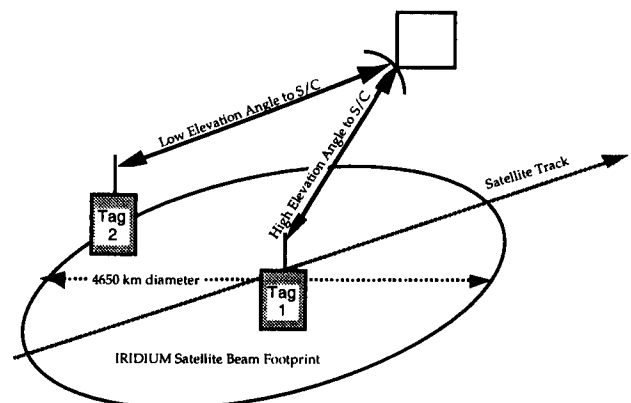 Low Elevation Angle to S/C
High Elevation Angle to S/C
Satellite Track
Tag
2
4650 km diameter
Tag
1
IRIDIUM Satellite Beam Footprint